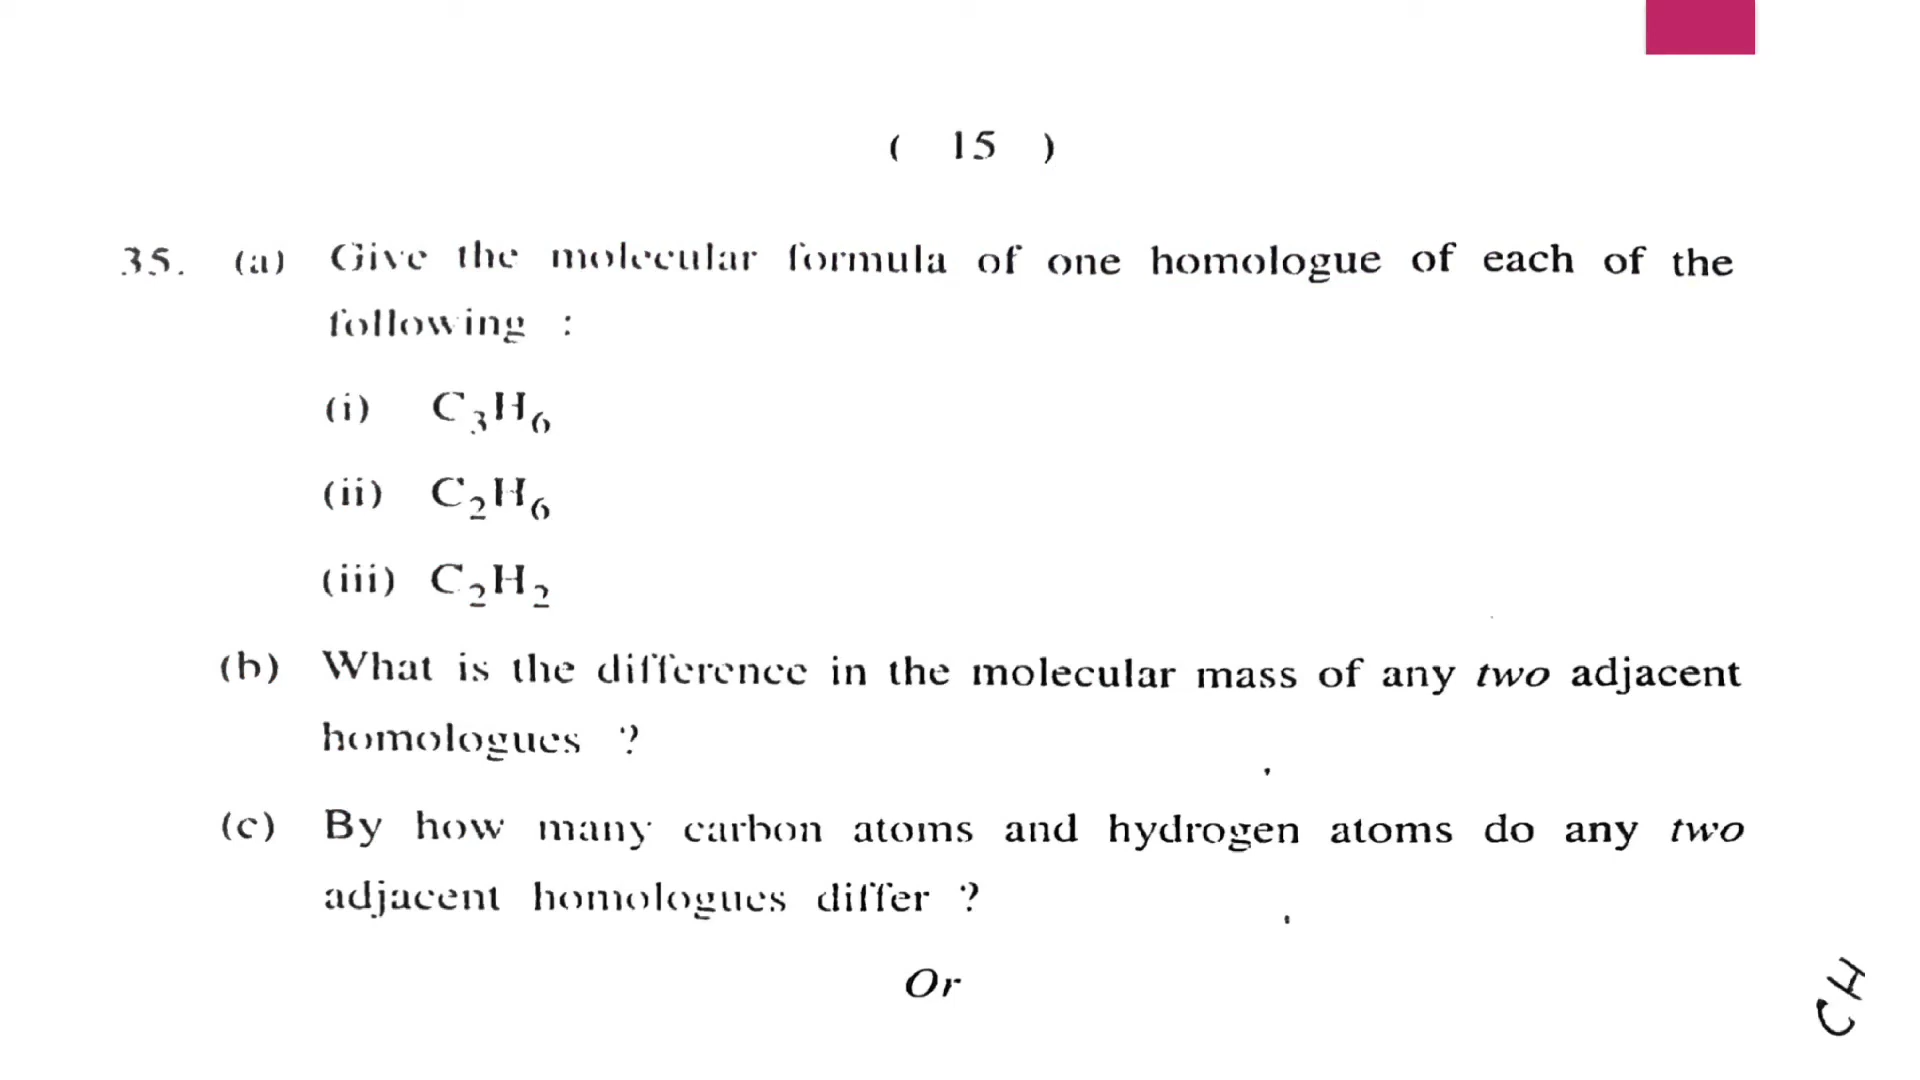 ( 15 )
35. (a) Give the molecular formula of one homologue of each of the
following :
(i) C₃H₆
(ii) C₂H₆
(iii) C₂H₂
(b) What is the difference in the molecular mass of any two adjacent
homologues ?
(c) By how many carbon atoms and hydrogen atoms do any two
adjacent homologues differ ?
Or
CH